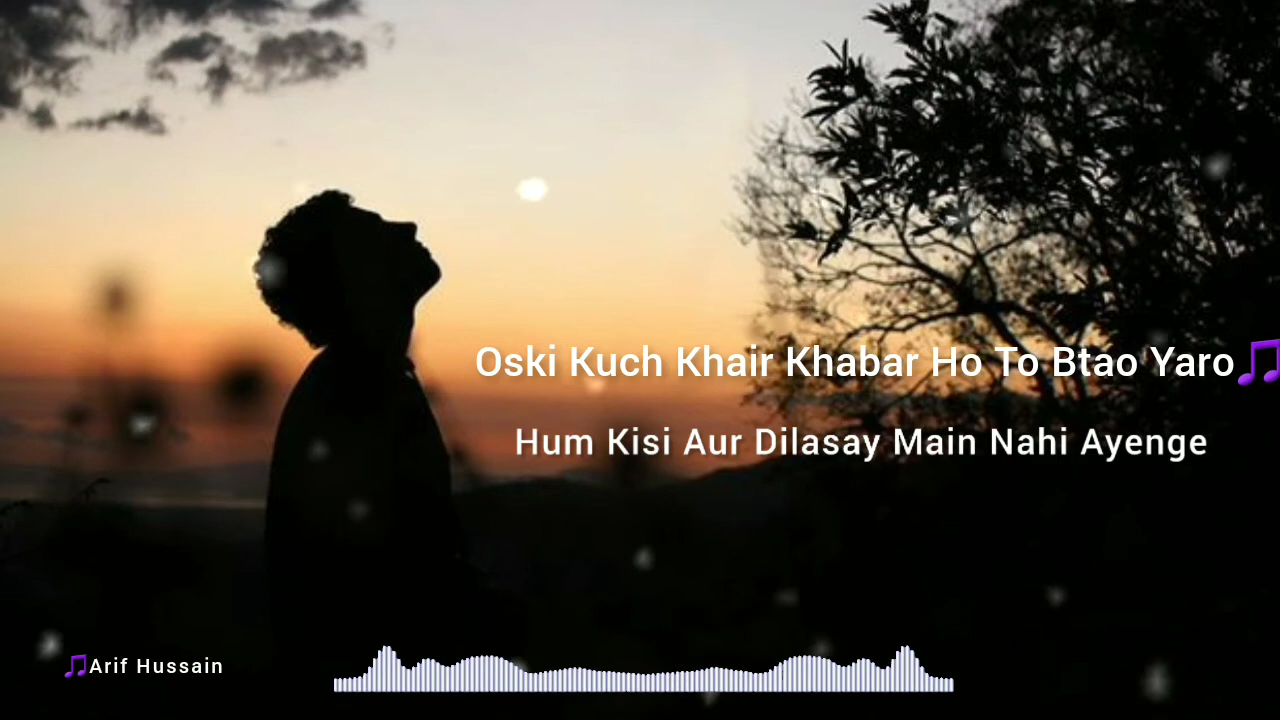 Oski Kuch Khair Khabar Ho To Btao Yaro🎵
Hum Kisi Aur Dilasay Main Nahi Ayenge
🎵Arif Hussain